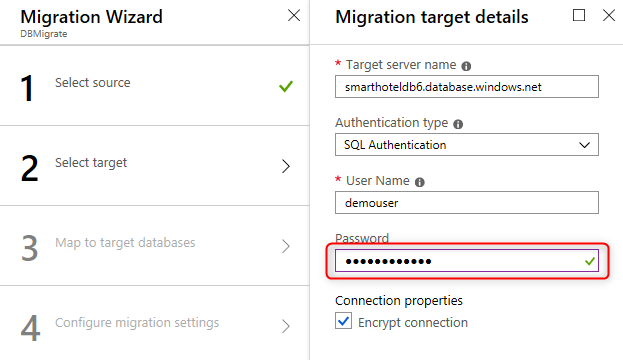 Migration Wizard
DBMigrate
1 Select source
2 Select target
3 Map to target databases
4 Configure migration settings
Migration target details
* Target server name
smarthoteldb6.database.windows.net
Authentication type
SQL Authentication
* User Name
demouser
Password
••••••••••••
Connection properties
Encrypt connection